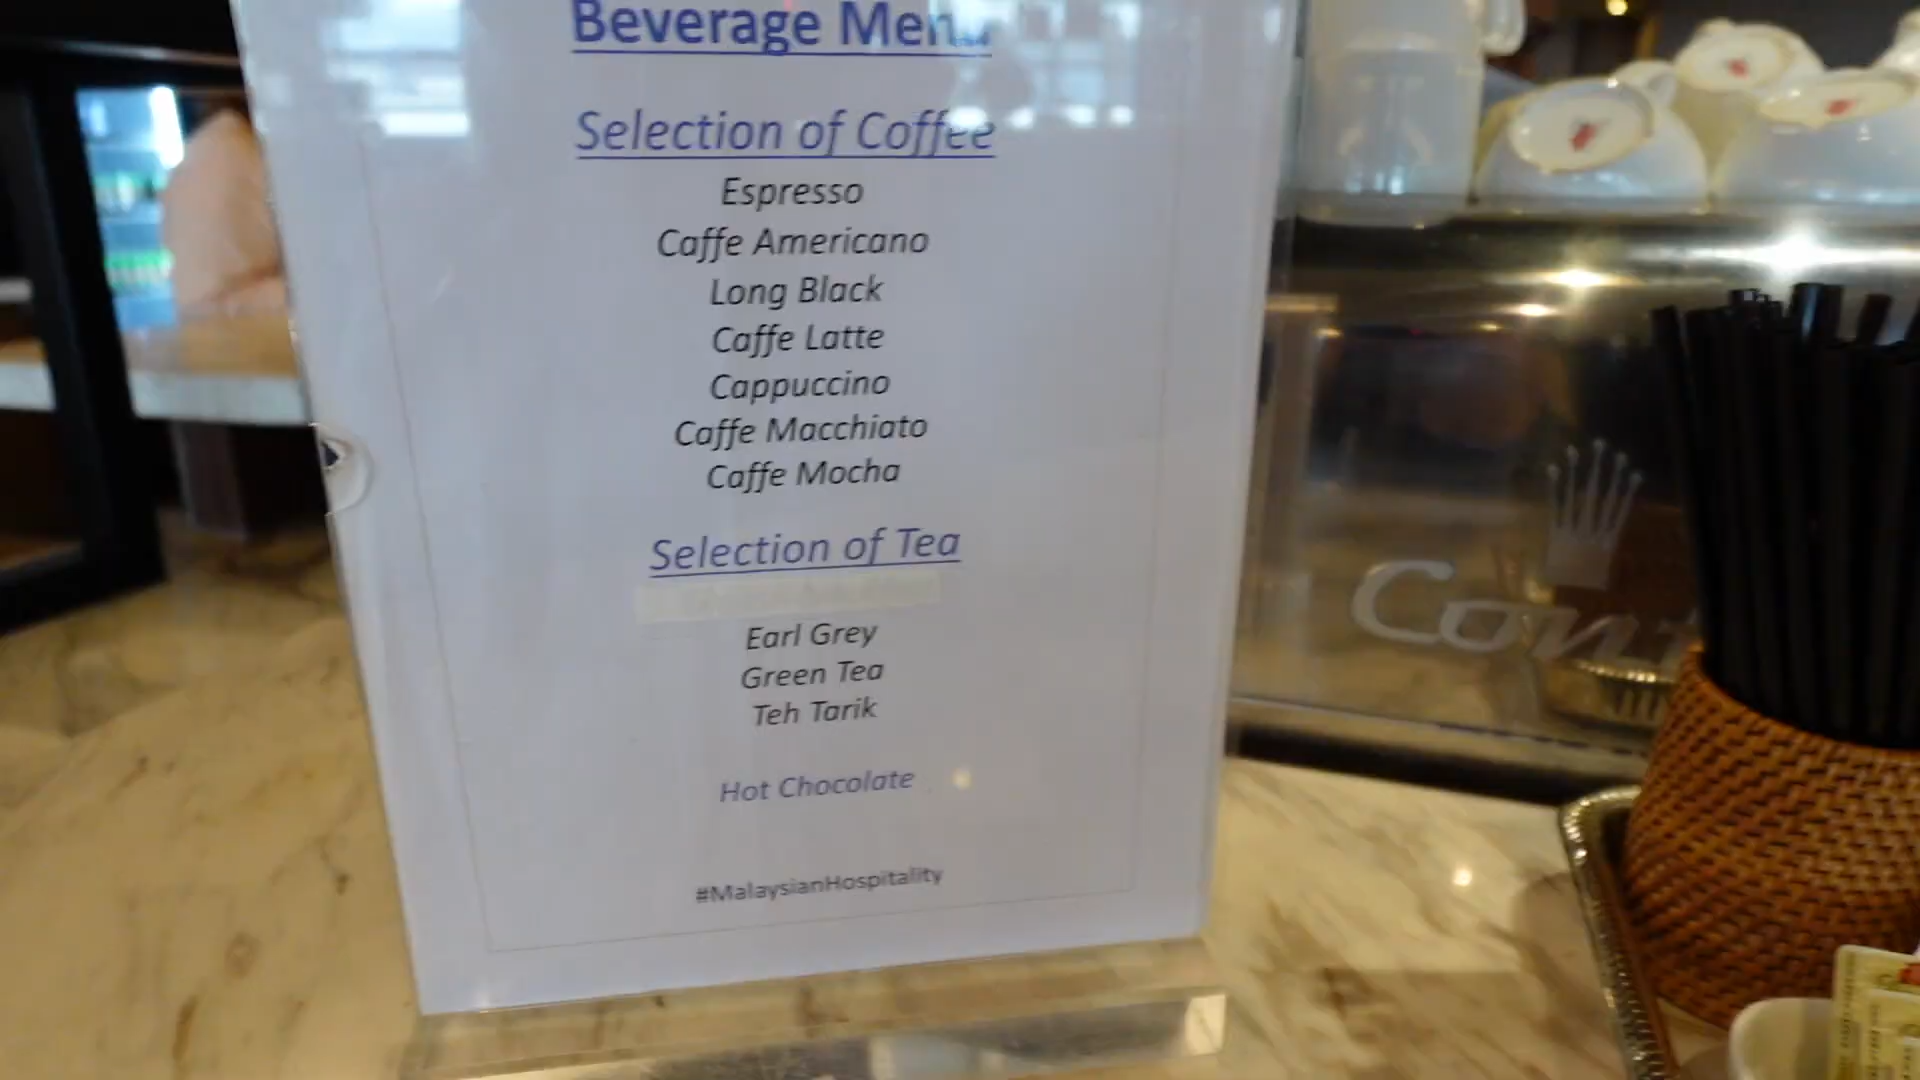 Beverage Menu
Selection of Coffee
Espresso
Caffe Americano
Long Black
Caffe Latte
Cappuccino
Caffe Macchiato
Caffe Mocha
Selection of Tea
Earl Grey
Green Tea
Teh Tarik
Hot Chocolate
#MalaysianHospitality